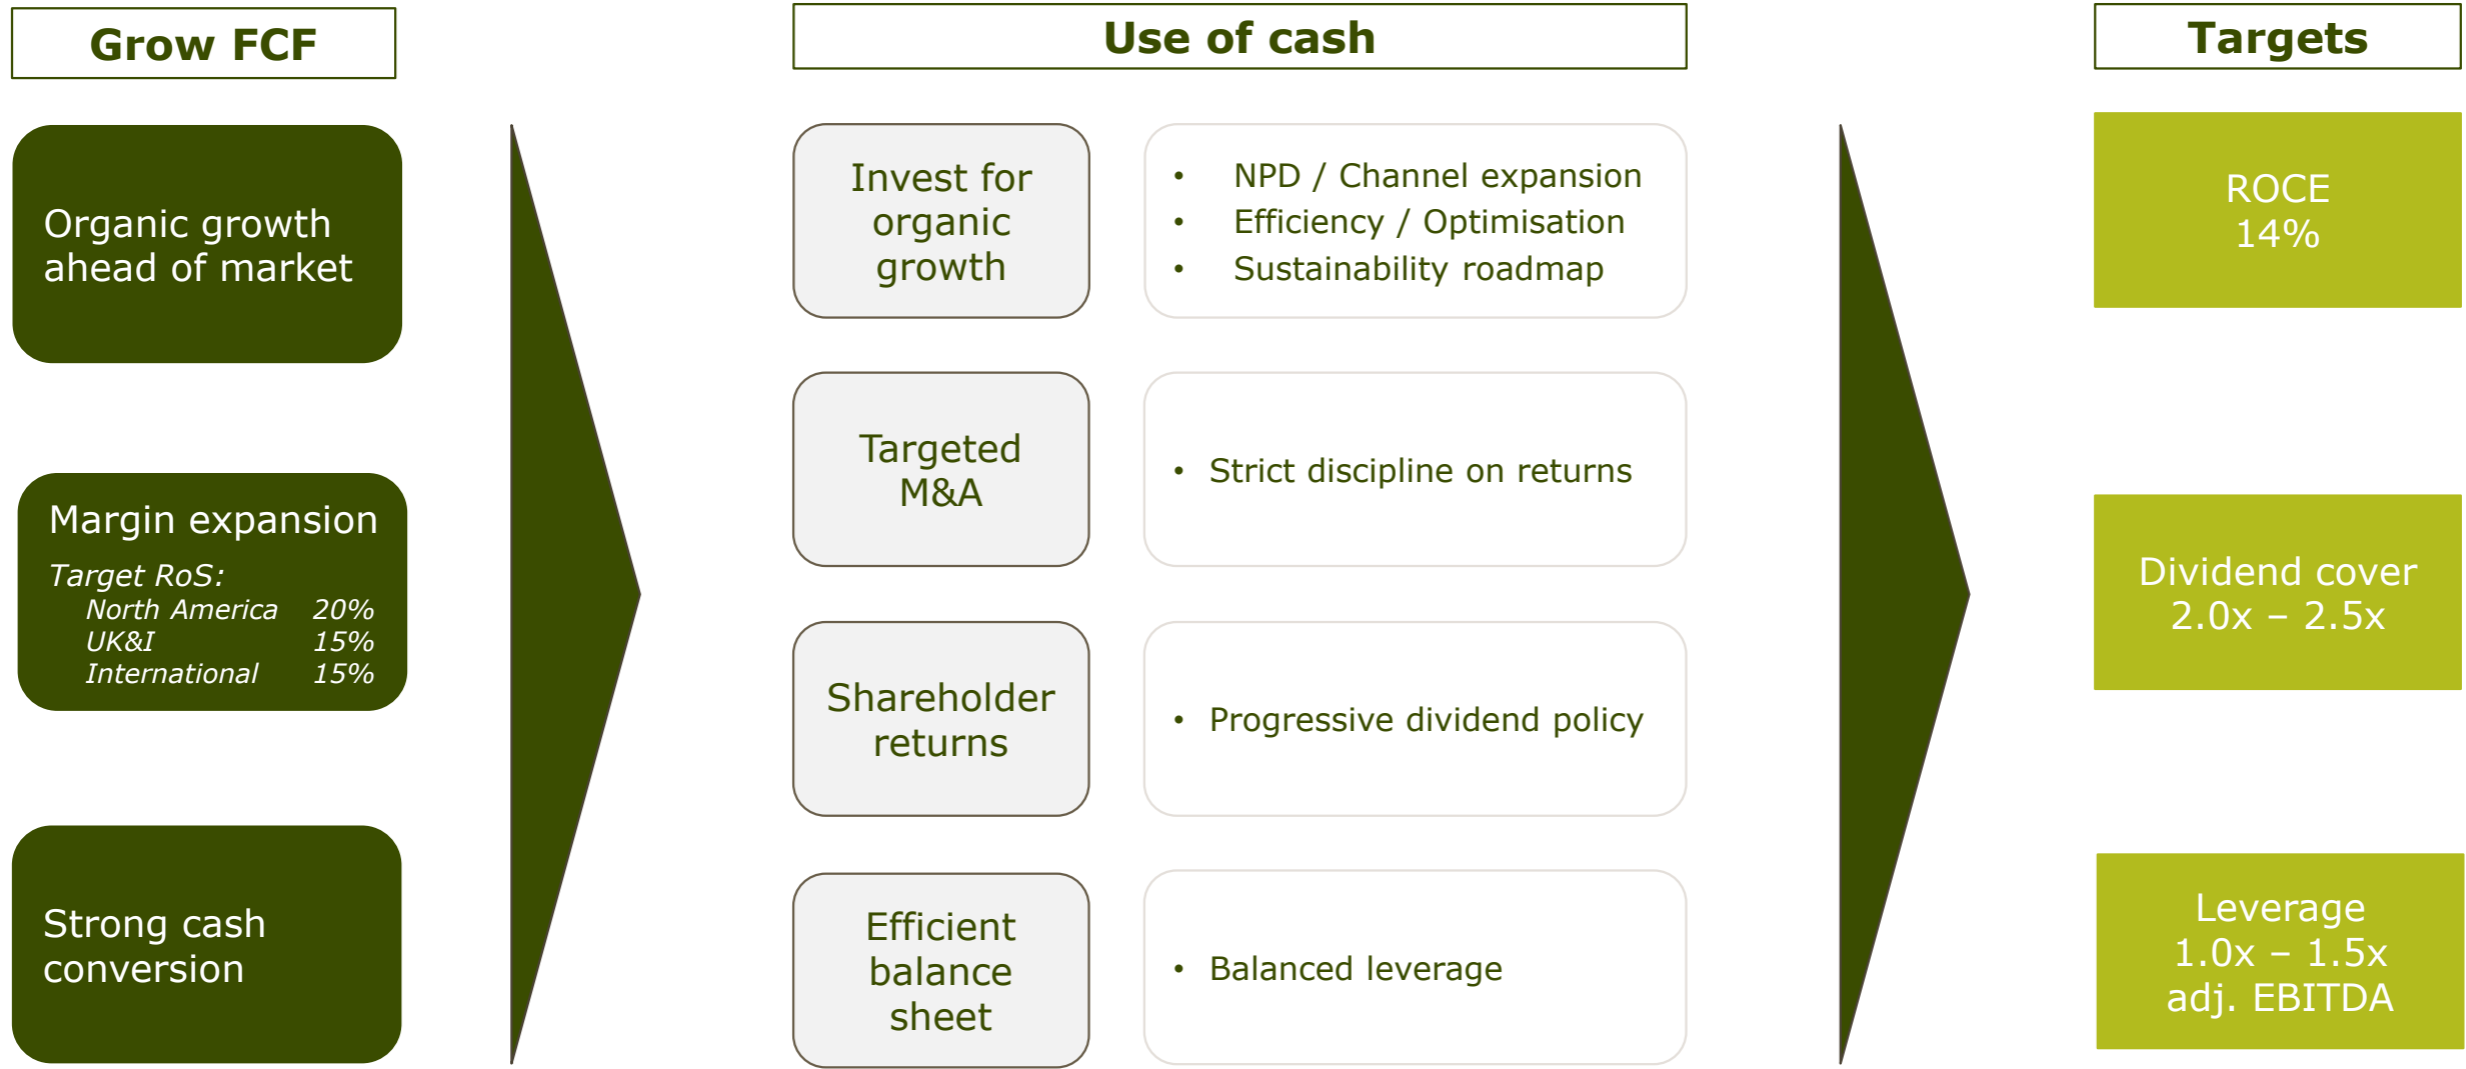 Grow FCF
Organic growth
ahead of market
Margin expansion
Target RoS:
North America 20%
UK&I 15%
International 15%
Strong cash
conversion
Use of cash
Invest for
organic
growth
• NPD / Channel expansion
• Efficiency / Optimisation
• Sustainability roadmap
Targeted
M&A
• Strict discipline on returns
Shareholder
returns
• Progressive dividend policy
Efficient
balance
sheet
• Balanced leverage
Targets
ROCE
14%
Dividend cover
2.0x – 2.5x
Leverage
1.0x – 1.5x
adj. EBITDA